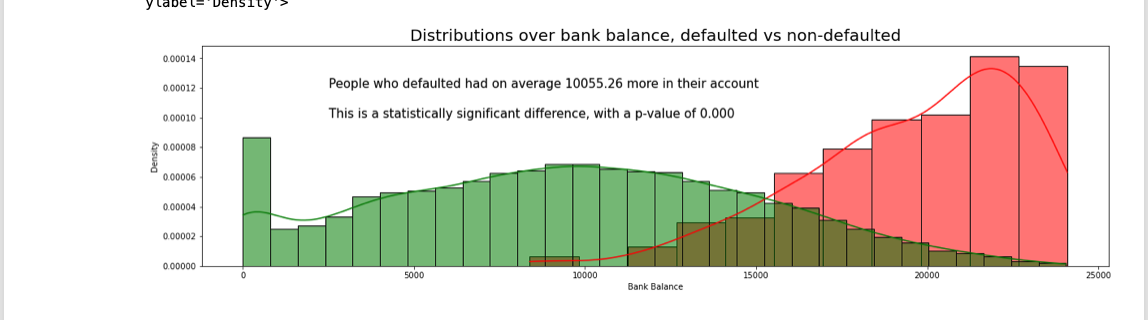 ylabel='Density'>
Distributions over bank balance, defaulted vs non-defaulted
People who defaulted had on average 10055.26 more in their account
This is a statistically significant difference, with a p-value of 0.000
Density
0.00014
0.00012
0.00010
0.00008
0.00006
0.00004
0.00002
0.00000
0 5000 10000 15000 20000 25000
Bank Balance